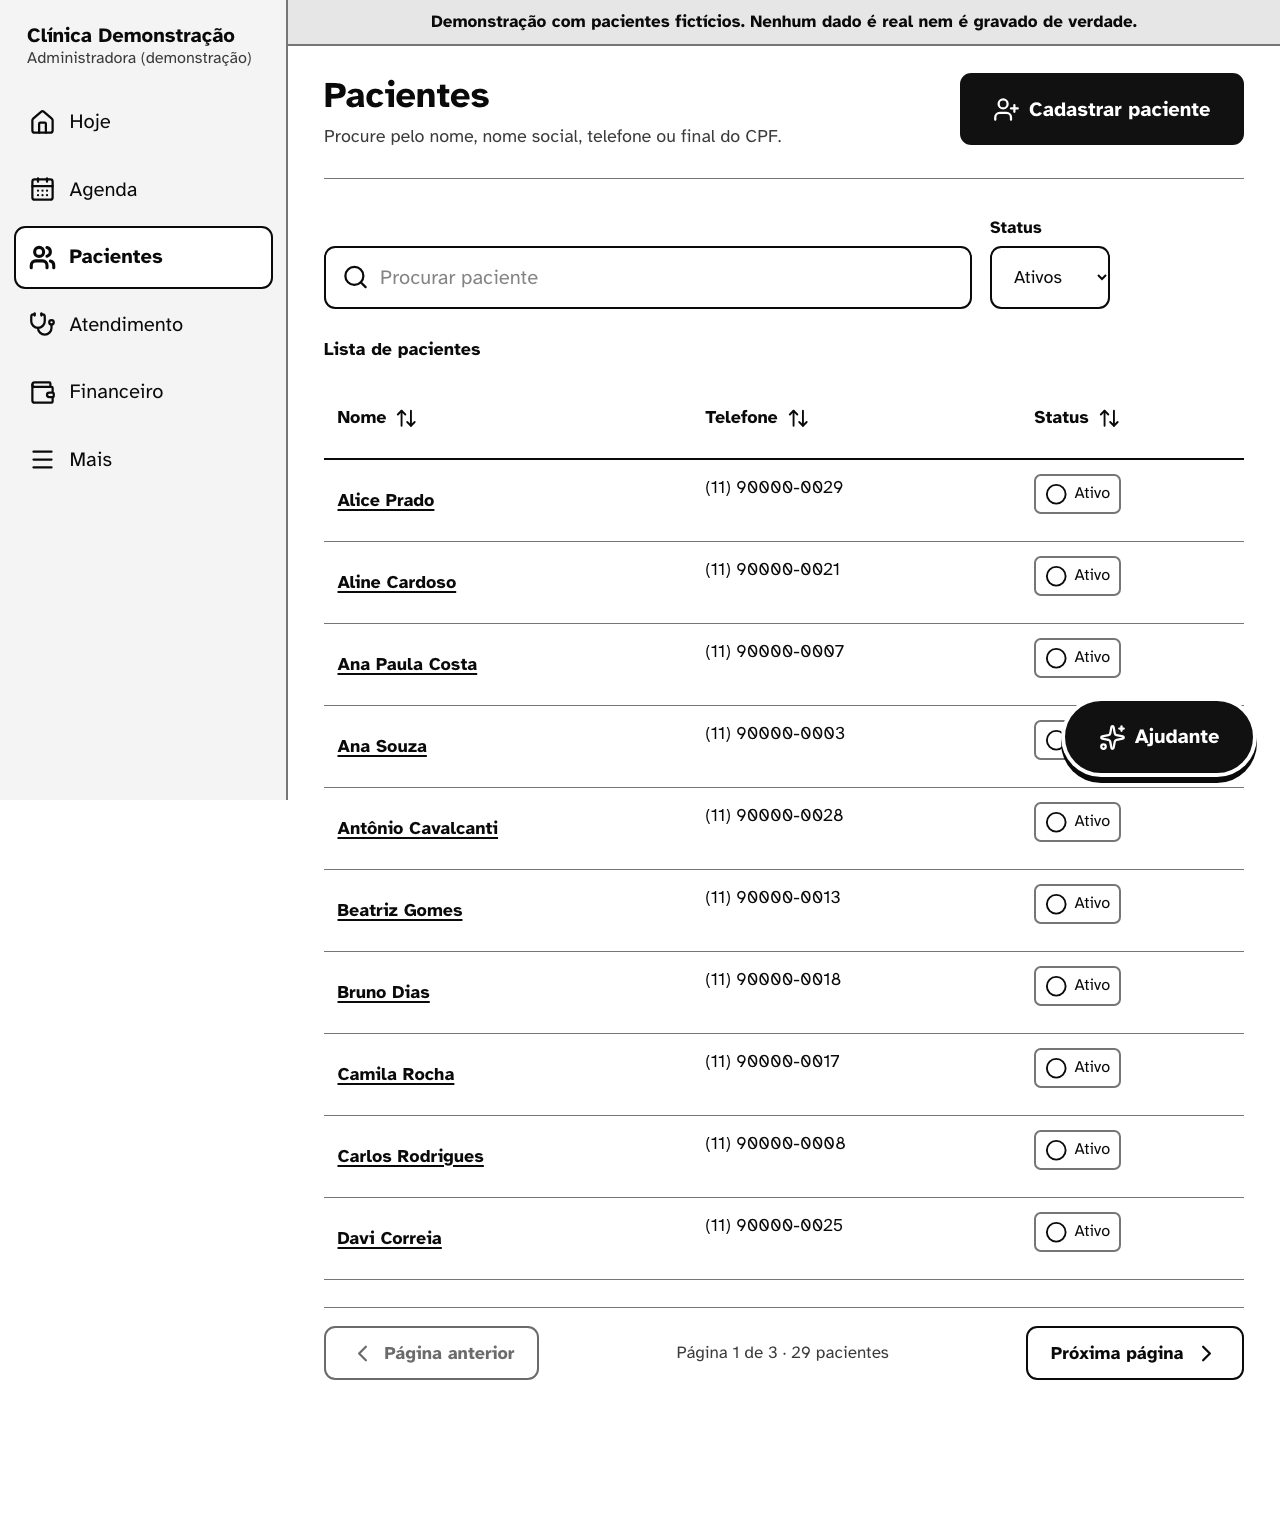 Clínica Demonstração
Administradora (demonstração)
Hoje
Agenda
Pacientes
Atendimento
Financeiro
Mais
Demonstração com pacientes fictícios. Nenhum dado é real nem é gravado de verdade.
Pacientes
Procure pelo nome, nome social, telefone ou final do CPF.
Cadastrar paciente
Status
Procurar paciente
Ativos
Lista de pacientes
Nome Telefone Status
Alice Prado (11) 90000-0029 Ativo
Aline Cardoso (11) 90000-0021 Ativo
Ana Paula Costa (11) 90000-0007 Ativo
Ana Souza (11) 90000-0003
Ajudante
Antônio Cavalcanti (11) 90000-0028 Ativo
Beatriz Gomes (11) 90000-0013 Ativo
Bruno Dias (11) 90000-0018 Ativo
Camila Rocha (11) 90000-0017 Ativo
Carlos Rodrigues (11) 90000-0008 Ativo
Davi Correia (11) 90000-0025 Ativo
Página anterior
Página 1 de 3 · 29 pacientes
Próxima página